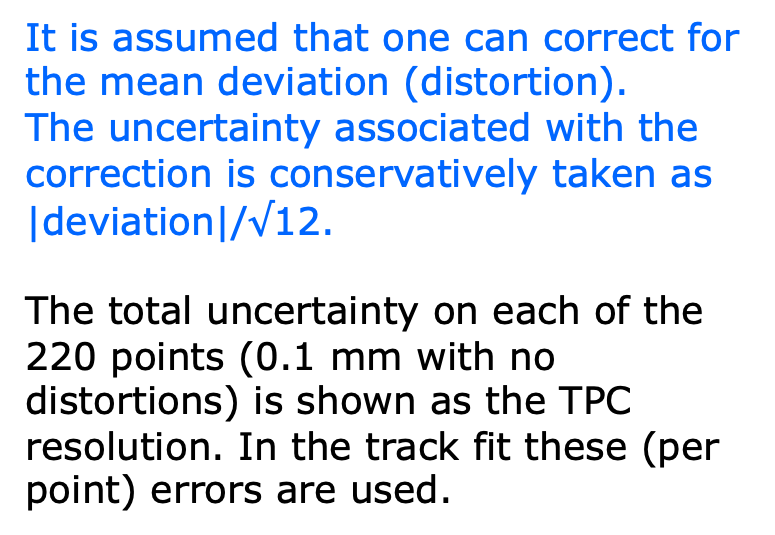 It is assumed that one can correct for
the mean deviation (distortion).
The uncertainty associated with the
correction is conservatively taken as
|deviation|/√12.
The total uncertainty on each of the
220 points (0.1 mm with no
distortions) is shown as the TPC
resolution. In the track fit these (per
point) errors are used.